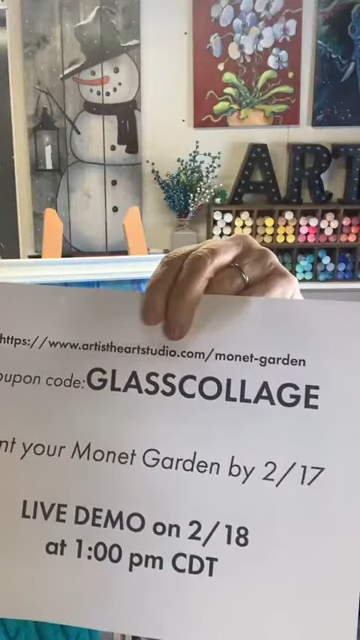 ART
https://www.artistheartstudio.com/monet-garden
oupon code:GLASSCOLLAGE
nt your Monet Garden by 2/17
LIVE DEMO on 2/18
at 1:00 pm CDT